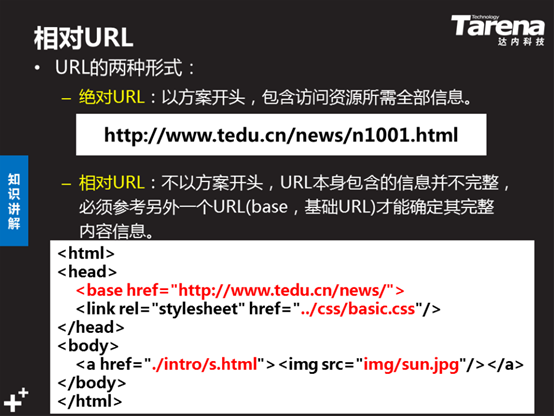 相对URL
Technology
Tarena
达内科技
• URL的两种形式：
– 绝对URL：以方案开头，包含访问资源所需全部信息。
http://www.tedu.cn/news/n1001.html
– 相对URL：不以方案开头，URL本身包含的信息并不完整，
必须参考另外一个URL(base，基础URL)才能确定其完整
内容信息。
知识讲解
<html>
<head>
<base href="http://www.tedu.cn/news/">
<link rel="stylesheet" href="../css/basic.css"/>
</head>
<body>
<a href="./intro/s.html"><img src="img/sun.jpg"/></a>
</body>
</html>